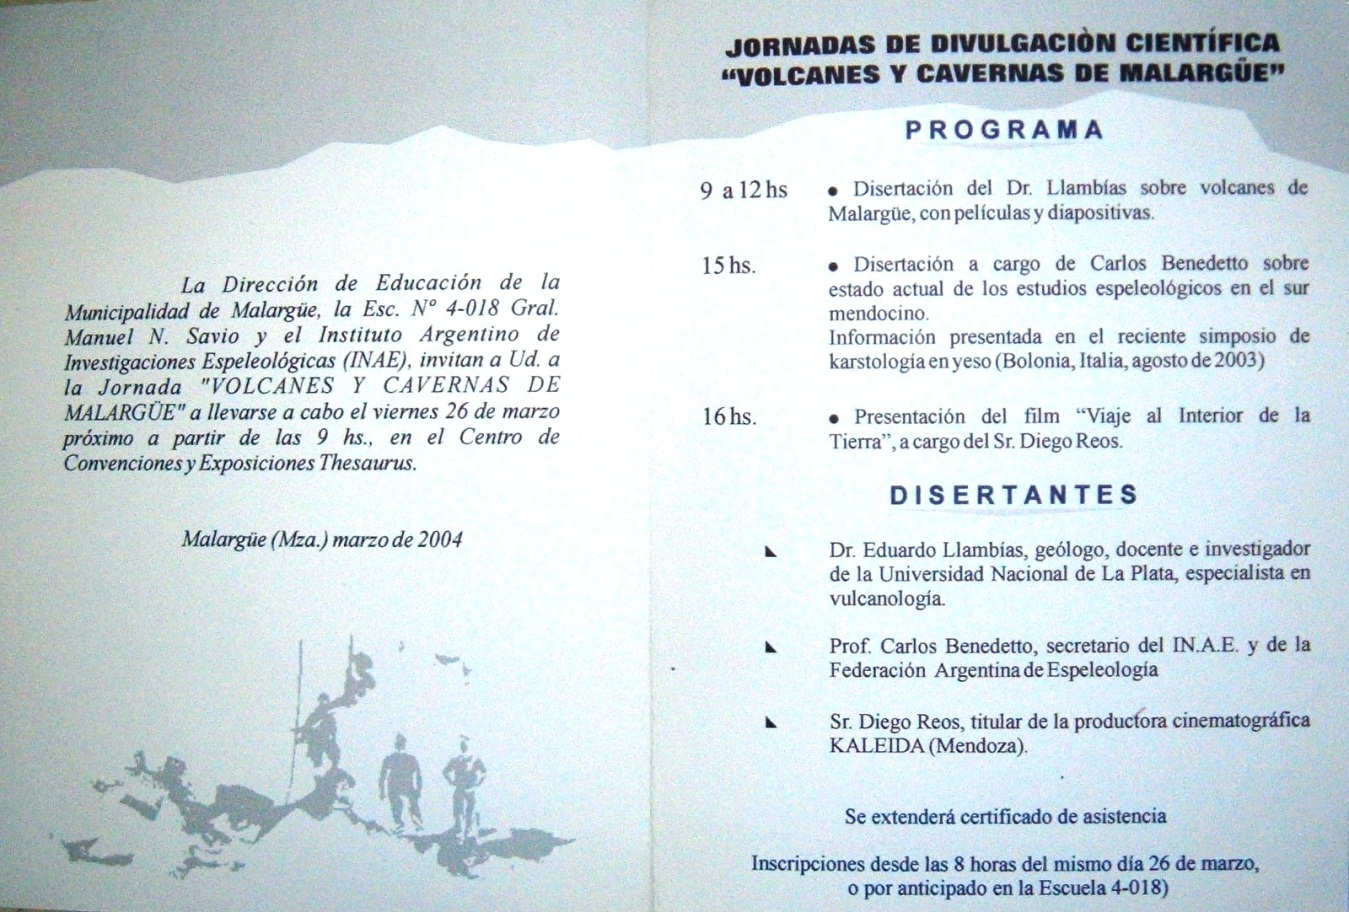 La Dirección de Educación de la
Municipalidad de Malargüe, la Esc. Nº 4-018 Gral.
Manuel N. Savio y el Instituto Argentino de
Investigaciones Espeleológicas (INAE), invitan a Ud. a
la Jornada "VOLCANES Y CAVERNAS DE
MALARGÜE" a llevarse a cabo el viernes 26 de marzo
próximo a partir de las 9 hs., en el Centro de
Convenciones y Exposiciones Thesaurus.
Malargüe (Mza.) marzo de 2004
JORNADAS DE DIVULGACIÒN CIENTÍFICA
“VOLCANES Y CAVERNAS DE MALARGÜE”
PROGRAMA
9 a 12 hs ● Disertación del Dr. Llambías sobre volcanes de
Malargüe, con películas y diapositivas.
15 hs. ● Disertación a cargo de Carlos Benedetto sobre
estado actual de los estudios espeleológicos en el sur
mendocino.
Información presentada en el reciente simposio de
karstología en yeso (Bolonia, Italia, agosto de 2003)
16 hs. ● Presentación del film “Viaje al Interior de la
Tierra”, a cargo del Sr. Diego Reos.
DISERTANTES
Dr. Eduardo Llambías, geólogo, docente e investigador
de la Universidad Nacional de La Plata, especialista en
vulcanología.
Prof. Carlos Benedetto, secretario del IN.A.E. y de la
Federación Argentina de Espeleología
Sr. Diego Reos, titular de la productora cinematográfica
KALEIDA (Mendoza).
Se extenderá certificado de asistencia
Inscripciones desde las 8 horas del mismo día 26 de marzo,
o por anticipado en la Escuela 4-018)